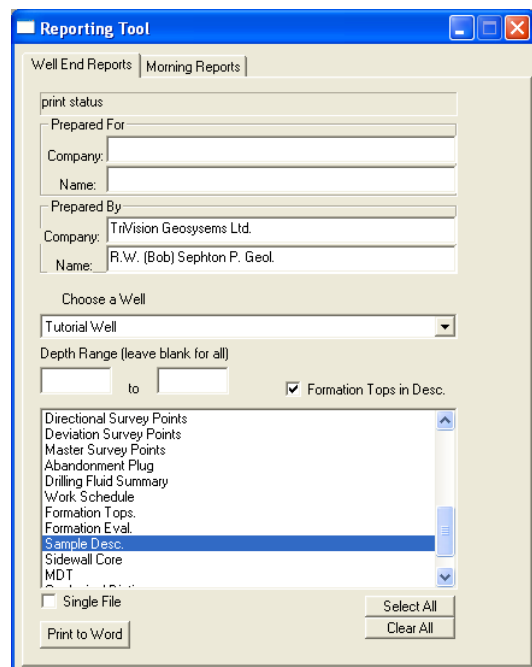 Reporting Tool
Well End Reports Morning Reports
print status
Prepared For
Company:
Name:
Prepared By
Company: TriVision Geosysems Ltd.
Name: R.W. (Bob) Sephton P. Geol.
Choose a Well
Tutorial Well
Depth Range (leave blank for all)
to Formation Tops in Desc.
Directional Survey Points
Deviation Survey Points
Master Survey Points
Abandonment Plug
Drilling Fluid Summary
Work Schedule
Formation Tops.
Formation Eval.
Sample Desc.
Sidewall Core
MDT
Single File Select All
Print to Word Clear All